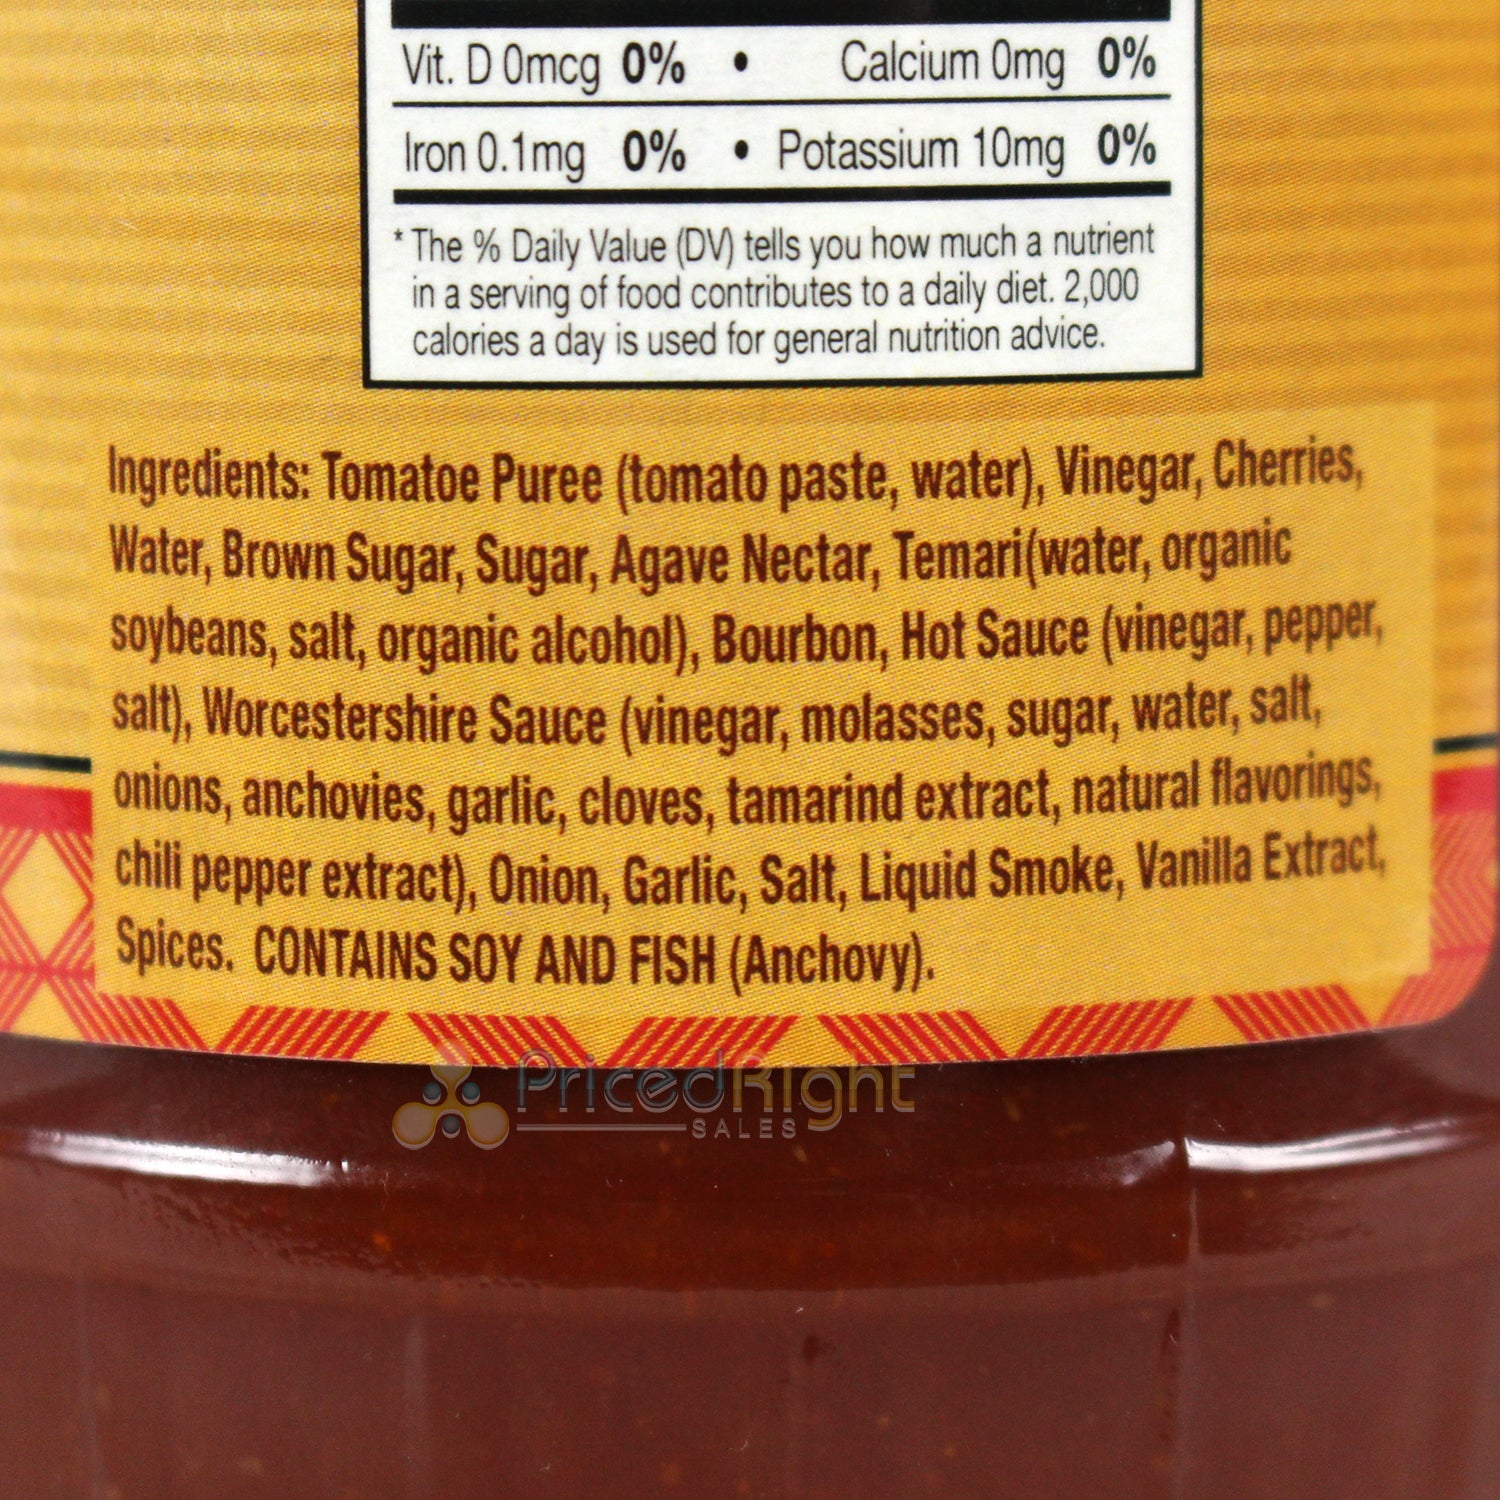 Vit. D 0mcg 0% • Calcium 0mg 0%
Iron 0.1mg 0% • Potassium 10mg 0%
* The % Daily Value (DV) tells you how much a nutrient
in a serving of food contributes to a daily diet. 2,000
calories a day is used for general nutrition advice.
Ingredients: Tomatoe Puree (tomato paste, water), Vinegar, Cherries,
Water, Brown Sugar, Sugar, Agave Nectar, Temari(water, organic
soybeans, salt, organic alcohol), Bourbon, Hot Sauce (vinegar, pepper,
salt), Worcestershire Sauce (vinegar, molasses, sugar, water, salt,
onions, anchovies, garlic, cloves, tamarind extract, natural flavorings,
chili pepper extract), Onion, Garlic, Salt, Liquid Smoke, Vanilla Extract,
Spices. CONTAINS SOY AND FISH (Anchovy).
PricedRight
SALES